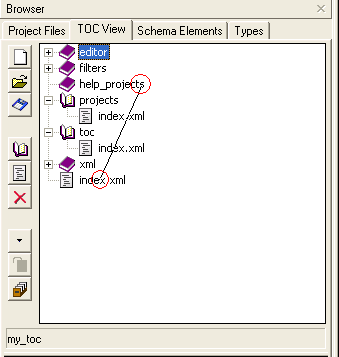 Browser
Project Files TOC View Schema Elements Types
editor
filters
help_projects
projects
index.xml
toc
index.xml
xml
index.xml
my_toc